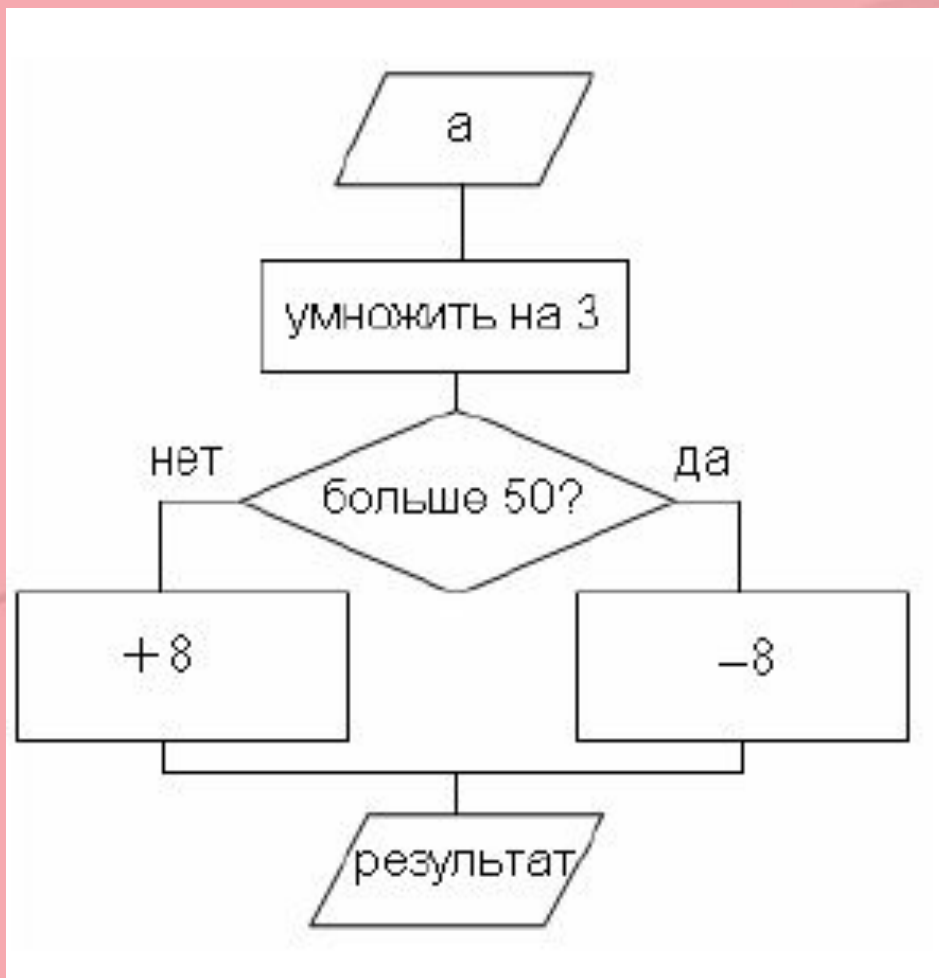 а
умножить на 3
нет
да
больше 50?
+8
–8
результат